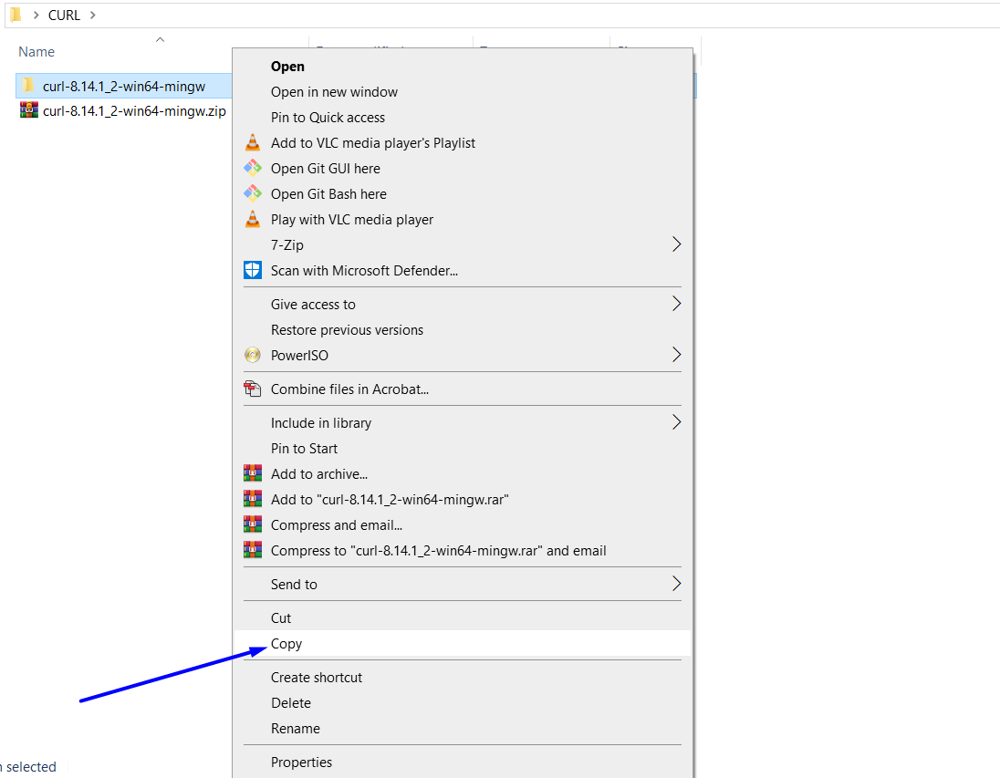 CURL
Name
curl-8.14.1_2-win64-mingw
curl-8.14.1_2-win64-mingw.zip
Open
Open in new window
Pin to Quick access
Add to VLC media player's Playlist
Open Git GUI here
Open Git Bash here
Play with VLC media player
7-Zip
Scan with Microsoft Defender...
Give access to
Restore previous versions
PowerISO
Combine files in Acrobat...
Include in library
Pin to Start
Add to archive...
Add to "curl-8.14.1_2-win64-mingw.rar"
Compress and email...
Compress to "curl-8.14.1_2-win64-mingw.rar" and email
Send to
Cut
Copy
Create shortcut
Delete
Rename
Properties
selected